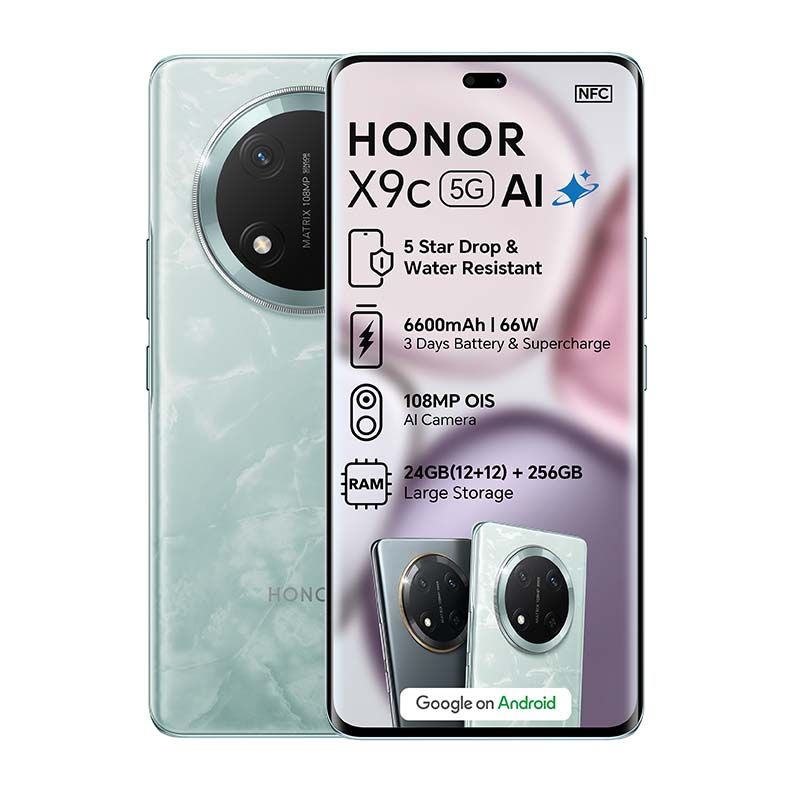 MATRIX 108MP
HONOR
NFC
HONOR
X9c 5G AI
5 Star Drop &
Water Resistant
6600mAh | 66W
3 Days Battery & Supercharge
108MP OIS
AI Camera
RAM
24GB(12+12) + 256GB
Large Storage
Google on Android